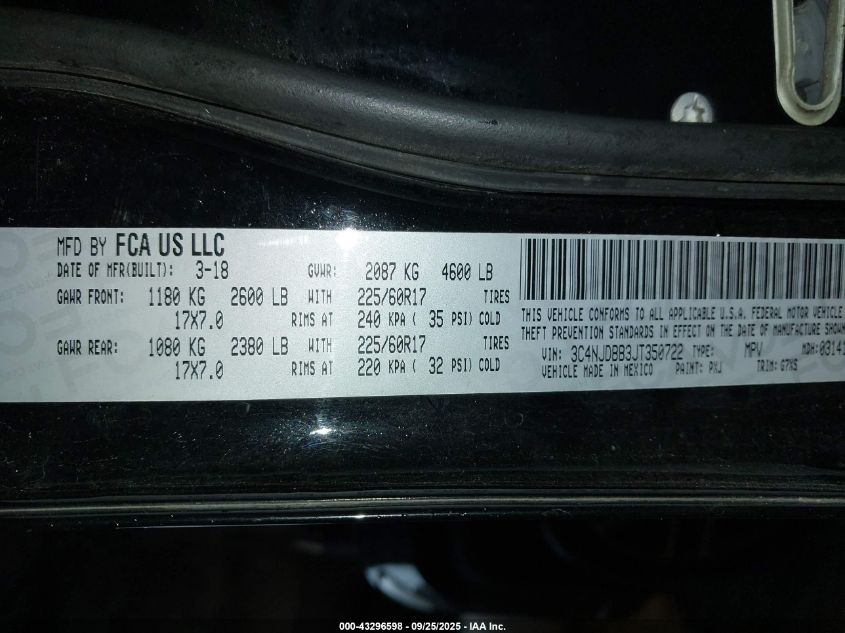 MFD BY FCA US LLC
DATE OF MFR(BUILT): 3-18 GVWR: 2087 KG 4600 LB
GAWR FRONT: 1180 KG 2600 LB WITH 225/60R17 TIRES
17X7.0 RIMS AT 240 KPA ( 35 PSI) COLD
GAWR REAR: 1080 KG 2380 LB WITH 225/60R17 TIRES
17X7.0 RIMS AT 220 KPA ( 32 PSI) COLD
THIS VEHICLE CONFORMS TO ALL APPLICABLE U.S.A. FEDERAL MOTOR VEHICLE
THEFT PREVENTION STANDARDS IN EFFECT ON THE DATE OF MANUFACTURE SHOWN
VIN: 3C4NJDBB3JT350722 TYPE: MPV MDH: 03141
VEHICLE MADE IN MEXICO PAINT: PXJ TRIM: G7XS
000-43296598 - 09/25/2025 - IAA Inc.